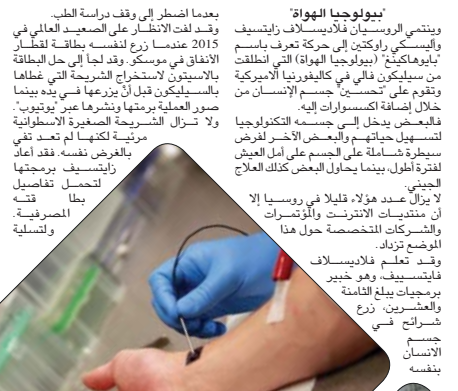 "بيولوجيا الهواة"
وينتمي الروسيان فلاديسلاف زايتسيف
وأليسكي راوكتين إلى حركة تعرف باسم
"بايوهاكينغ" (بيولوجيا الهواة) التي انطلقت
من سيليكون فالي في كاليفورنيا الأميركية
وتقوم على "تحسين" جسم الإنسان من
خلال إضافة اكسسوارات إليه.
فالبعض يدخل إلى جسمه التكنولوجيا
لتسهيل حياتهم والبعض الآخر لفرض
سيطرة شاملة على الجسم على أمل العيش
لفترة أطول، بينما يحاول البعض كذلك العلاج
الجيني.
لا يزال عدد هؤلاء قليلا في روسيا إلا
أن منتديات الانترنت والمؤتمرات
والشركات المتخصصة حول هذا
الموضع تزداد.
وقد تعلم فلاديسلاف
فايتسييف، وهو خبير
برمجيات يبلغ الثامنة
والعشرين، زرع
شرائح في
جسم
الانسان
بنفسه
بعدما اضطر إلى وقف دراسة الطب.
وقد لفت الانظار على الصعيد العالمي في
2015 عندما زرع لنفسه بطاقة لقطار
الأنفاق في موسكو. وقد لجأ إلى حل البطاقة
بالاسيتون لاستخراج الشريحة التي غطاها
بالسيليكون قبل أن يزرعها في يده بينما
صور العملية برمتها ونشرها عبر "يوتيوب".
ولا تزال الشريحة الصغيرة الاسطوانية
مرئية لكنها لم تعد تفي
بالغرض نفسه. فقد أعاد
زايتسيف برمجتها
لتحمل تفاصيل
بطا قته
المصرفية.
ولتسلية